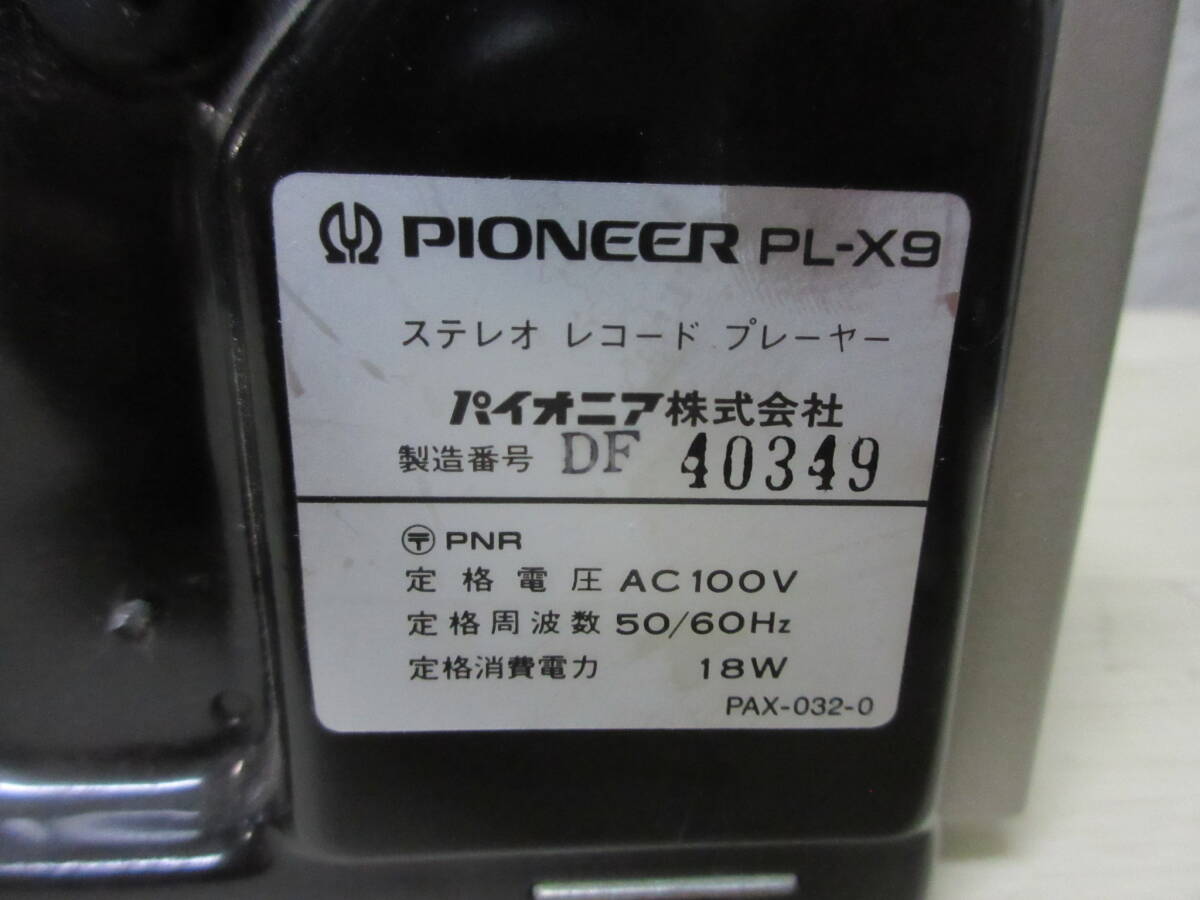 PIONEER PL-X9
ステレオ レコード プレーヤー
パイオニア株式会社
製造番号 DF 40349
〶 PNR
定格電圧 AC100V
定格周波数 50/60Hz
定格消費電力 18W
PAX-032-0